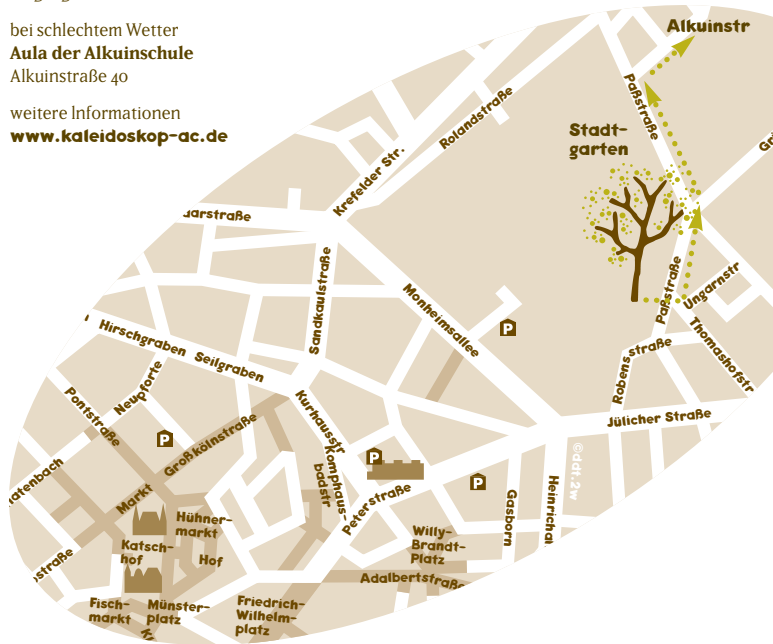 bei schlechtem Wetter
Aula der Alkuinschule
Alkuinstraße 40
weitere Informationen
www.kaleidoskop-ac.de
Alkuinstr
Paßstraße
Rolandstraße
Stadt-
garten
Krefelder Str.
Sandkaulstraße
Monheimsallee
Paßstraße
Ungarnstr
Thomashofstr
Robens
straße
Hirschgraben
Seilgraben
Neupforte
Pontstraße
P
Kurhausstr
Komphaus-
badstr
P
P
P
Großkölnstraße
Jülicher Straße
©ddt.2w
Markt
Peterstraße
Gasborn
Hühner-
markt
Katsch-
hof
Hof
Willy-
Brandt-
Platz
Adalbertstraße
Fisch-
markt
Münster-
platz
Friedrich-
Wilhelm-
platz